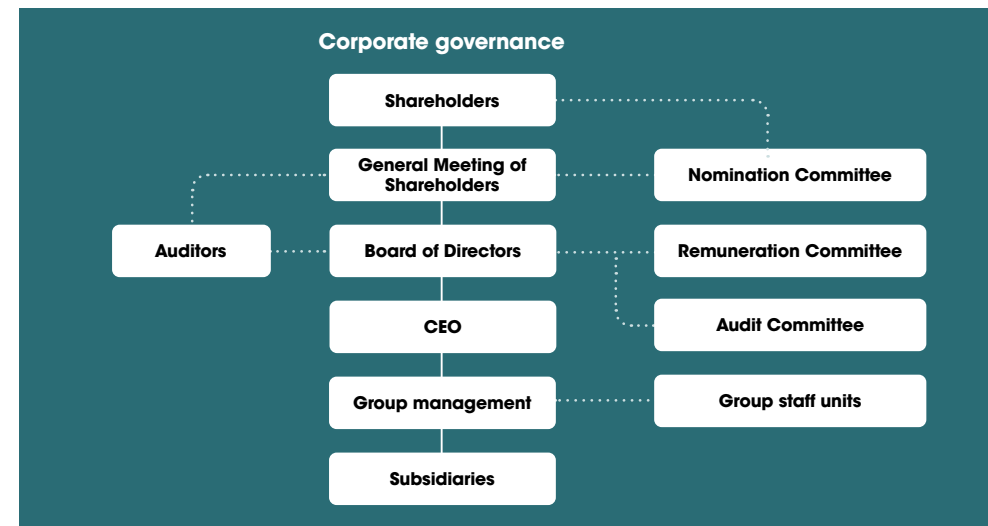 Corporate governance
Shareholders
General Meeting of
Shareholders
Nomination Committee
Auditors
Board of Directors
Remuneration Committee
CEO
Audit Committee
Group management
Group staff units
Subsidiaries